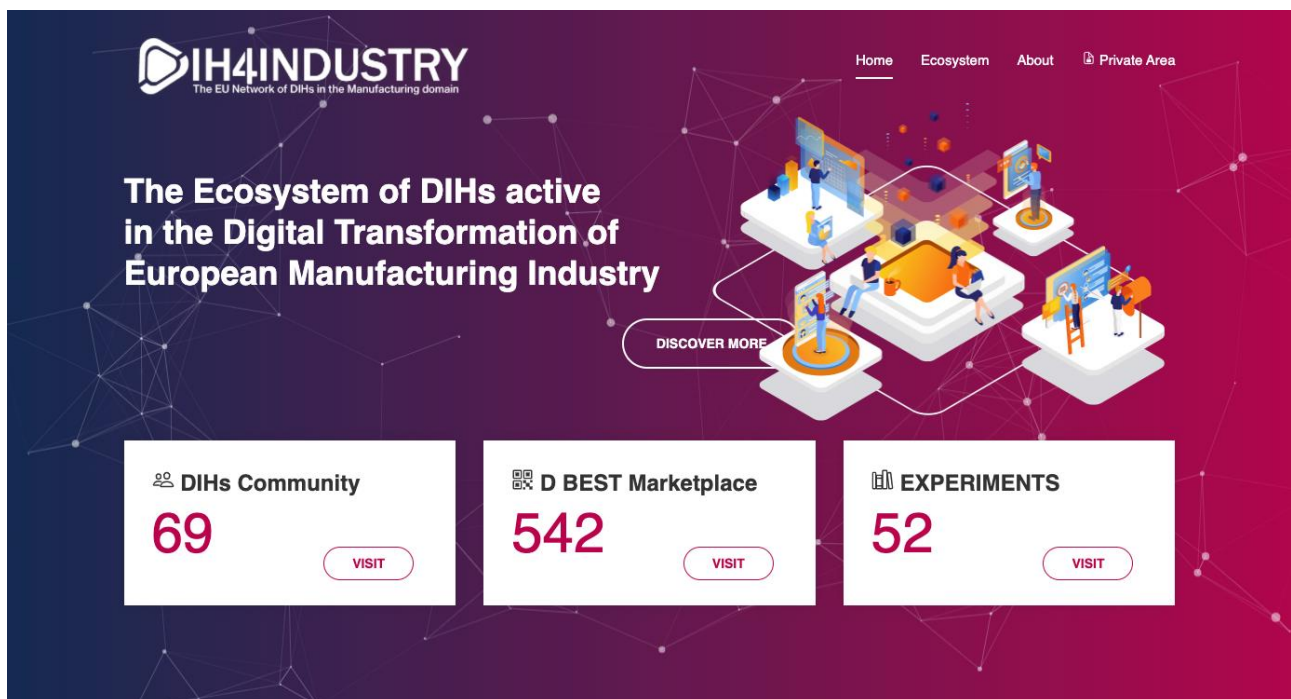 DIH4INDUSTRY
The EU Network of DIHs in the Manufacturing domain
Home Ecosystem About Private Area
The Ecosystem of DIHs active
in the Digital Transformation of
European Manufacturing Industry
DISCOVER MORE
DIHs Community
69
VISIT
D BEST Marketplace
542
VISIT
EXPERIMENTS
52
VISIT